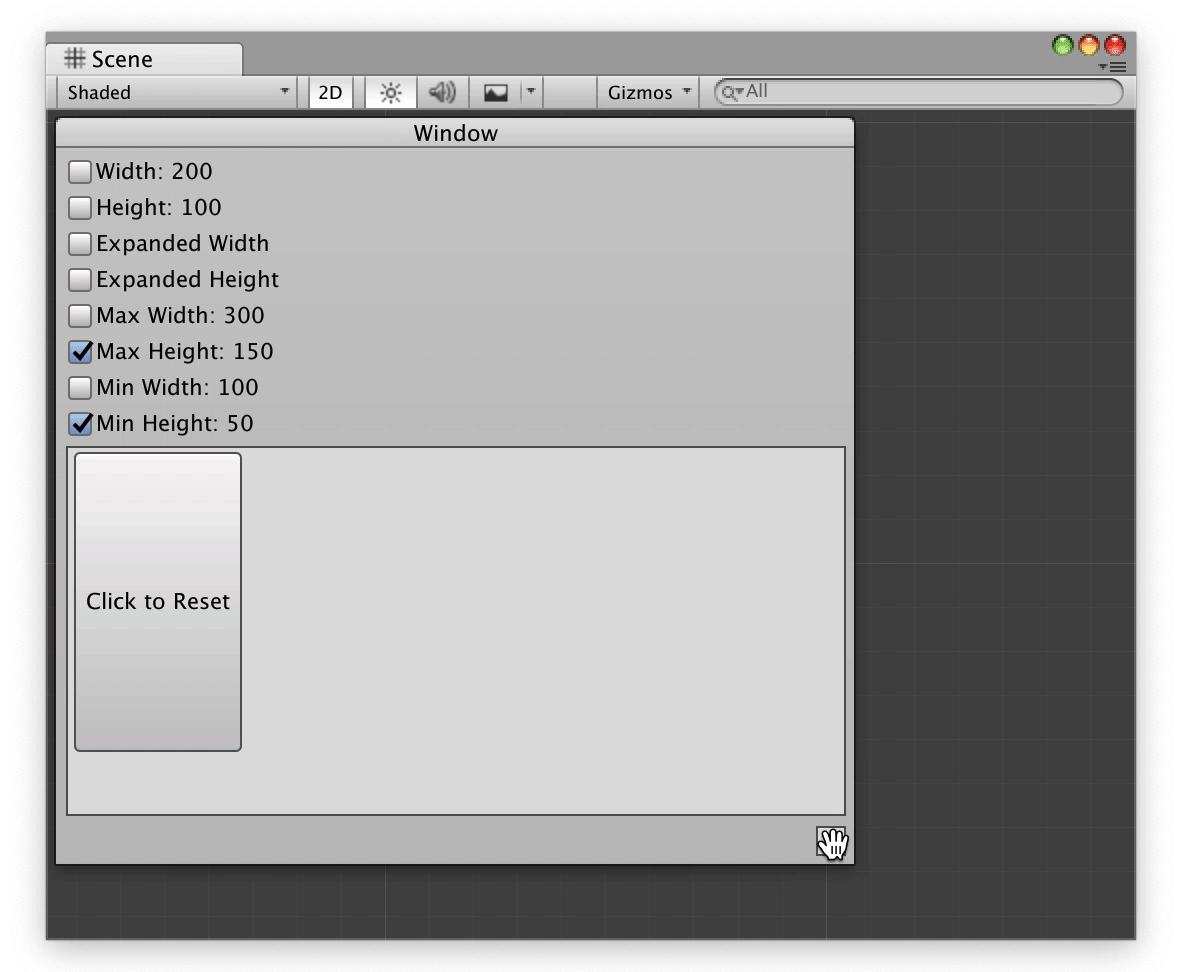 Scene
Shaded 2D Gizmos All
Window
Width: 200
Height: 100
Expanded Width
Expanded Height
Max Width: 300
Max Height: 150
Min Width: 100
Min Height: 50
Click to Reset